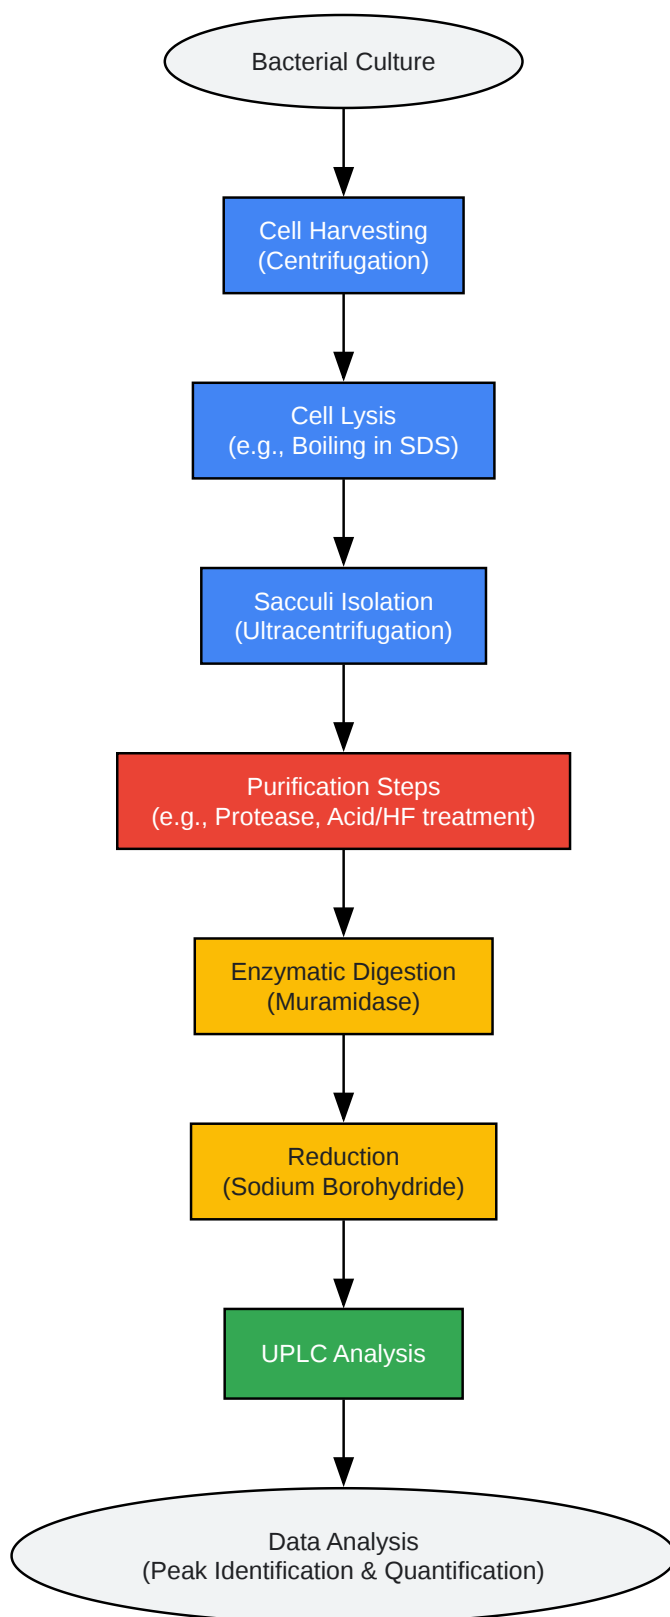 Bacterial Culture
Cell Harvesting
(Centrifugation)
Cell Lysis
(e.g., Boiling in SDS)
Sacculi Isolation
(Ultracentrifugation)
Purification Steps
(e.g., Protease, Acid/HF treatment)
Enzymatic Digestion
(Muramidase)
Reduction
(Sodium Borohydride)
UPLC Analysis
Data Analysis
(Peak Identification & Quantification)